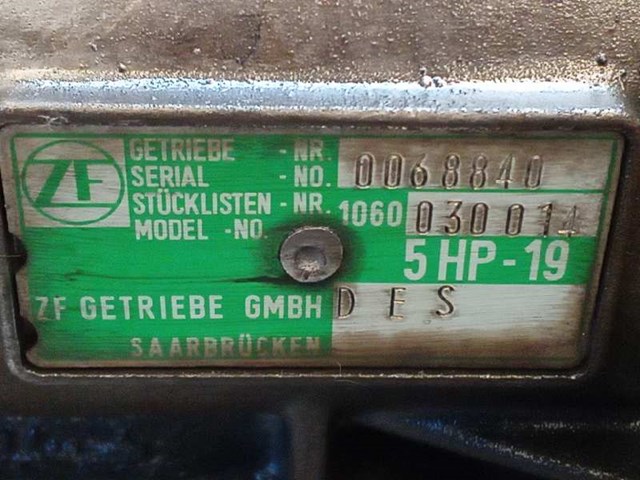 ZF
GETRIEBE - NR.
SERIAL - NO. 0068840
STÜCKLISTEN - NR. 1060 030014
MODEL - NO.
5 HP - 19
ZF GETRIEBE GMBH DES
SAARBRÜCKEN